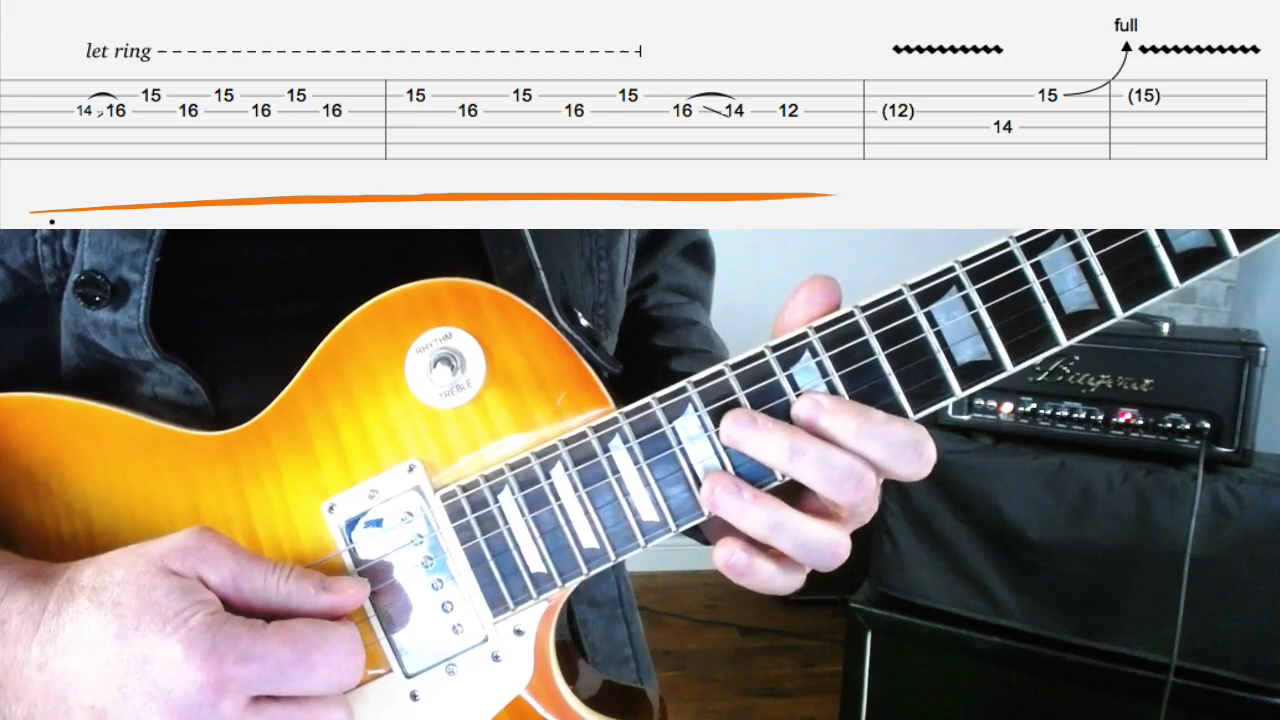 full
let ring
15 15 15 15 15 15 15 (15)
14 16 16 16 16 16 16 16 14 12 (12)
14
RHYTHM
TREBLE
Bugera